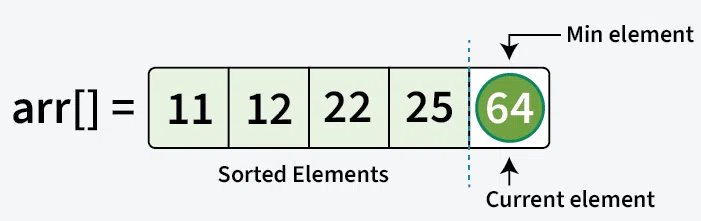 Min element
arr[] = 11 12 22 25 64
Sorted Elements
Current element